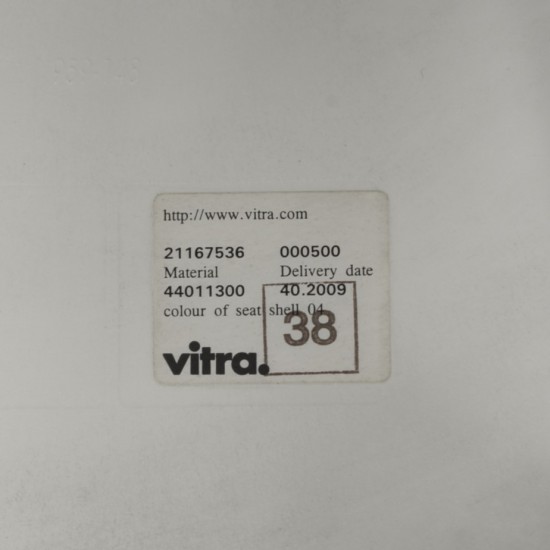 http://www.vitra.com
21167536 000500
Material Delivery date
44011300 40.2009
colour of seat shell 04
38
vitra.